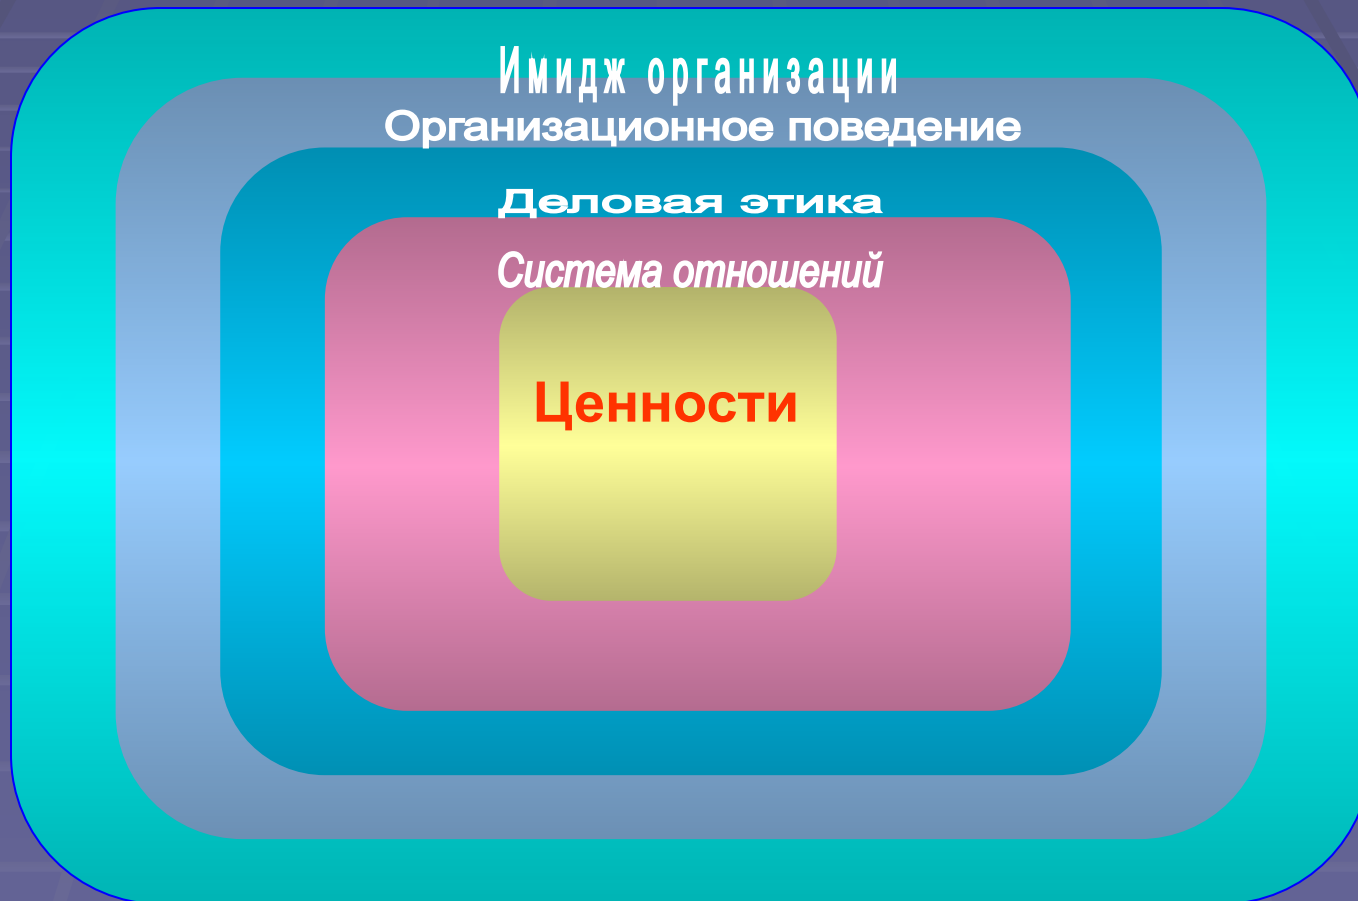 Имидж организации
Организационное поведение
Деловая этика
Система отношений
Ценности